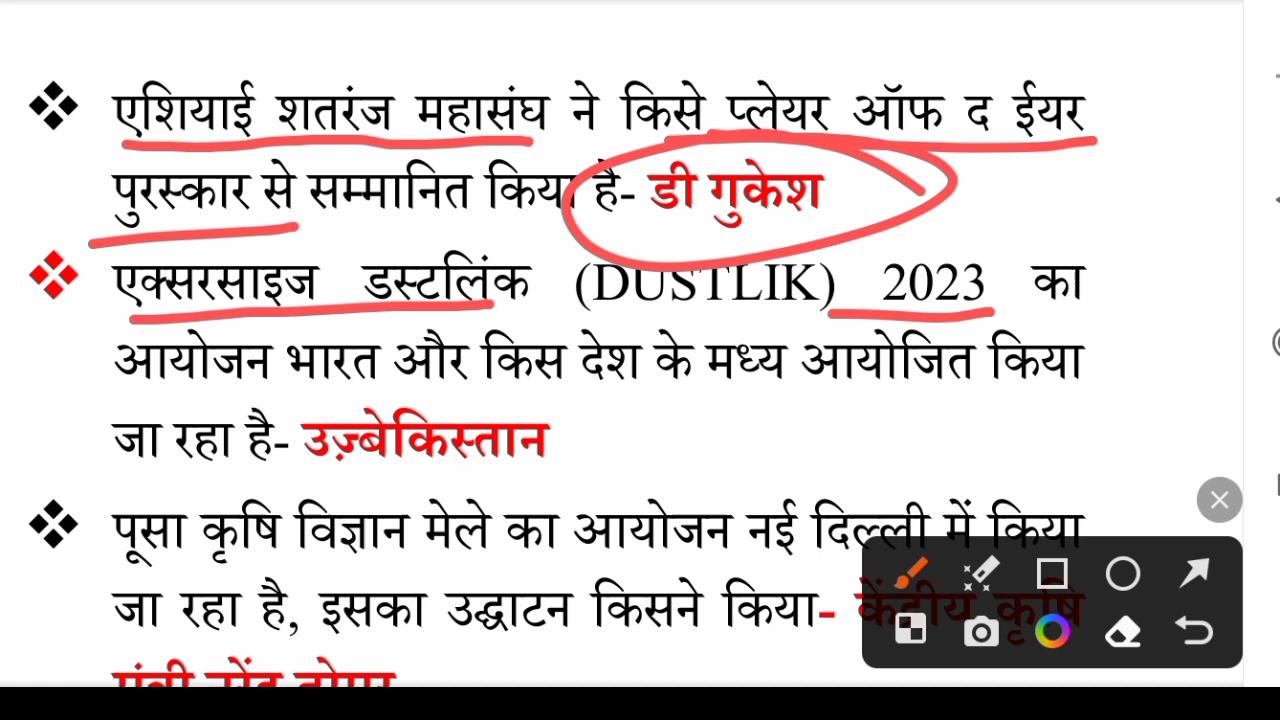 एशियाई शतरंज महासंघ ने किसे प्लेयर ऑफ द ईयर
पुरस्कार से सम्मानित किया है- डी गुकेश
एक्सरसाइज डस्टलिंक (DUSTLIK) 2023 का
आयोजन भारत और किस देश के मध्य आयोजित किया
जा रहा है- उज़्बेकिस्तान
पूसा कृषि विज्ञान मेले का आयोजन नई दिल्ली में किया
जा रहा है, इसका उद्घाटन किसने किया- केंद्रीय कृषि